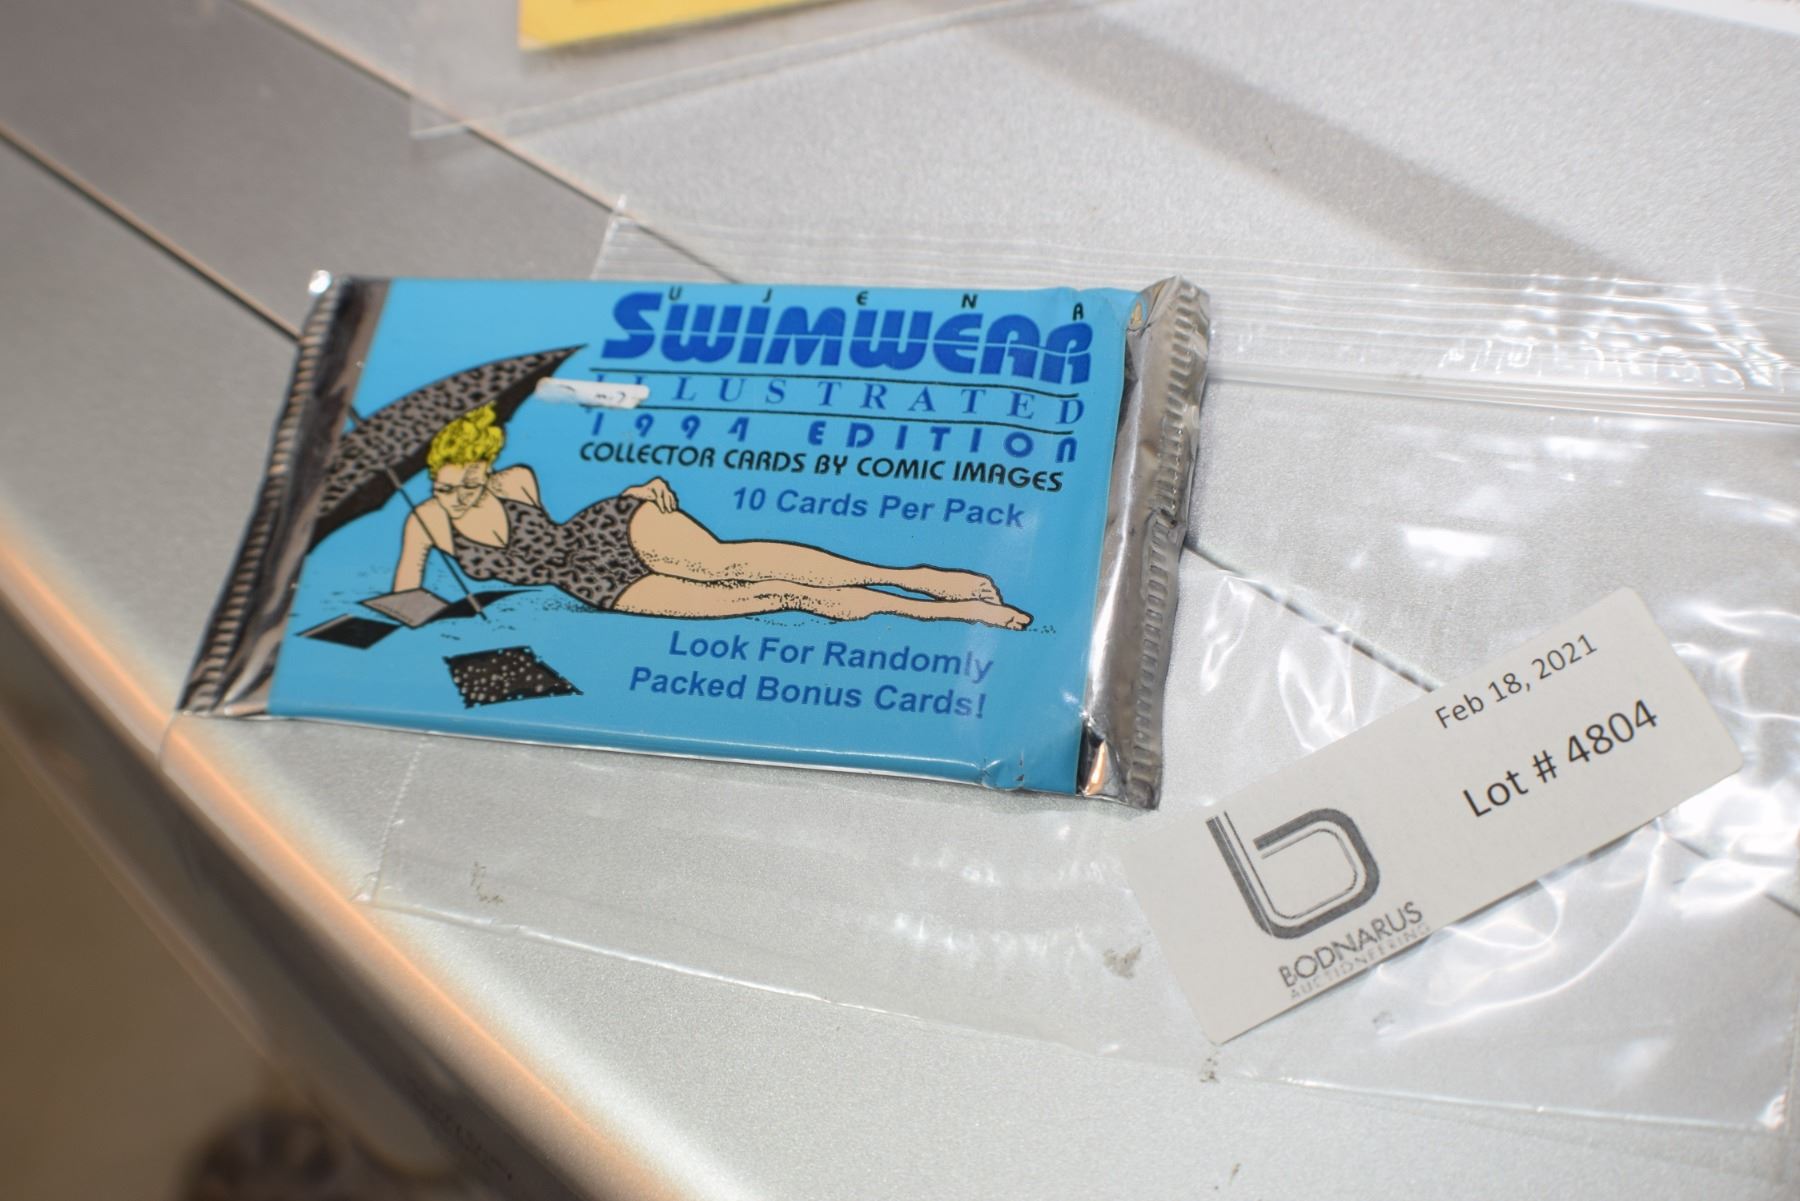 UJENA
SWIMWEAR
ILLUSTRATED
1994 EDITION
COLLECTOR CARDS BY COMIC IMAGES
10 Cards Per Pack
Look For Randomly
Packed Bonus Cards!
Feb 18, 2021
Lot # 4804
b
BODNARUS
AUCTIONEERING